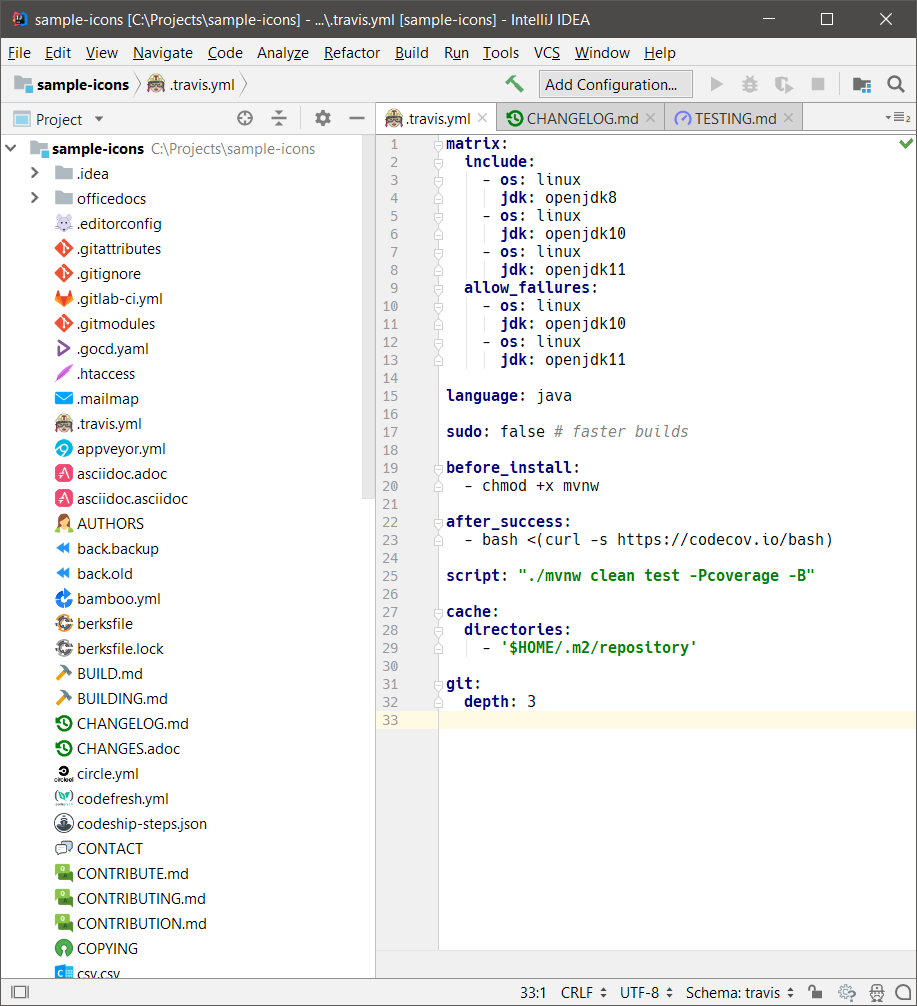 sample-icons [C:\Projects\sample-icons] - ...\.travis.yml [sample-icons] - IntelliJ IDEA
File Edit View Navigate Code Analyze Refactor Build Run Tools VCS Window Help
sample-icons .travis.yml Add Configuration...
Project
.travis.yml CHANGELOG.md TESTING.md 2
sample-icons C:\Projects\sample-icons
.idea
officedocs
.editorconfig
.gitattributes
.gitignore
.gitlab-ci.yml
.gitmodules
.gocd.yaml
.htaccess
.mailmap
.travis.yml
appveyor.yml
asciidoc.adoc
asciidoc.asciidoc
AUTHORS
back.backup
back.old
bamboo.yml
berksfile
berksfile.lock
BUILD.md
BUILDING.md
CHANGELOG.md
CHANGES.adoc
circle.yml
codefresh.yml
codeship-steps.json
CONTACT
CONTRIBUTE.md
CONTRIBUTING.md
CONTRIBUTION.md
COPYING
csv.csv
1 matrix:
2 include:
3 - os: linux
4 jdk: openjdk8
5 - os: linux
6 jdk: openjdk10
7 - os: linux
8 jdk: openjdk11
9 allow_failures:
10 - os: linux
11 jdk: openjdk10
12 - os: linux
13 jdk: openjdk11
14
15 language: java
16
17 sudo: false # faster builds
18
19 before_install:
20 - chmod +x mvnw
21
22 after_success:
23 - bash <(curl -s https://codecov.io/bash)
24
25 script: "./mvnw clean test -Pcoverage -B"
26
27 cache:
28 directories:
29 - '$HOME/.m2/repository'
30
31 git:
32 depth: 3
33
33:1 CRLF UTF-8 Schema: travis